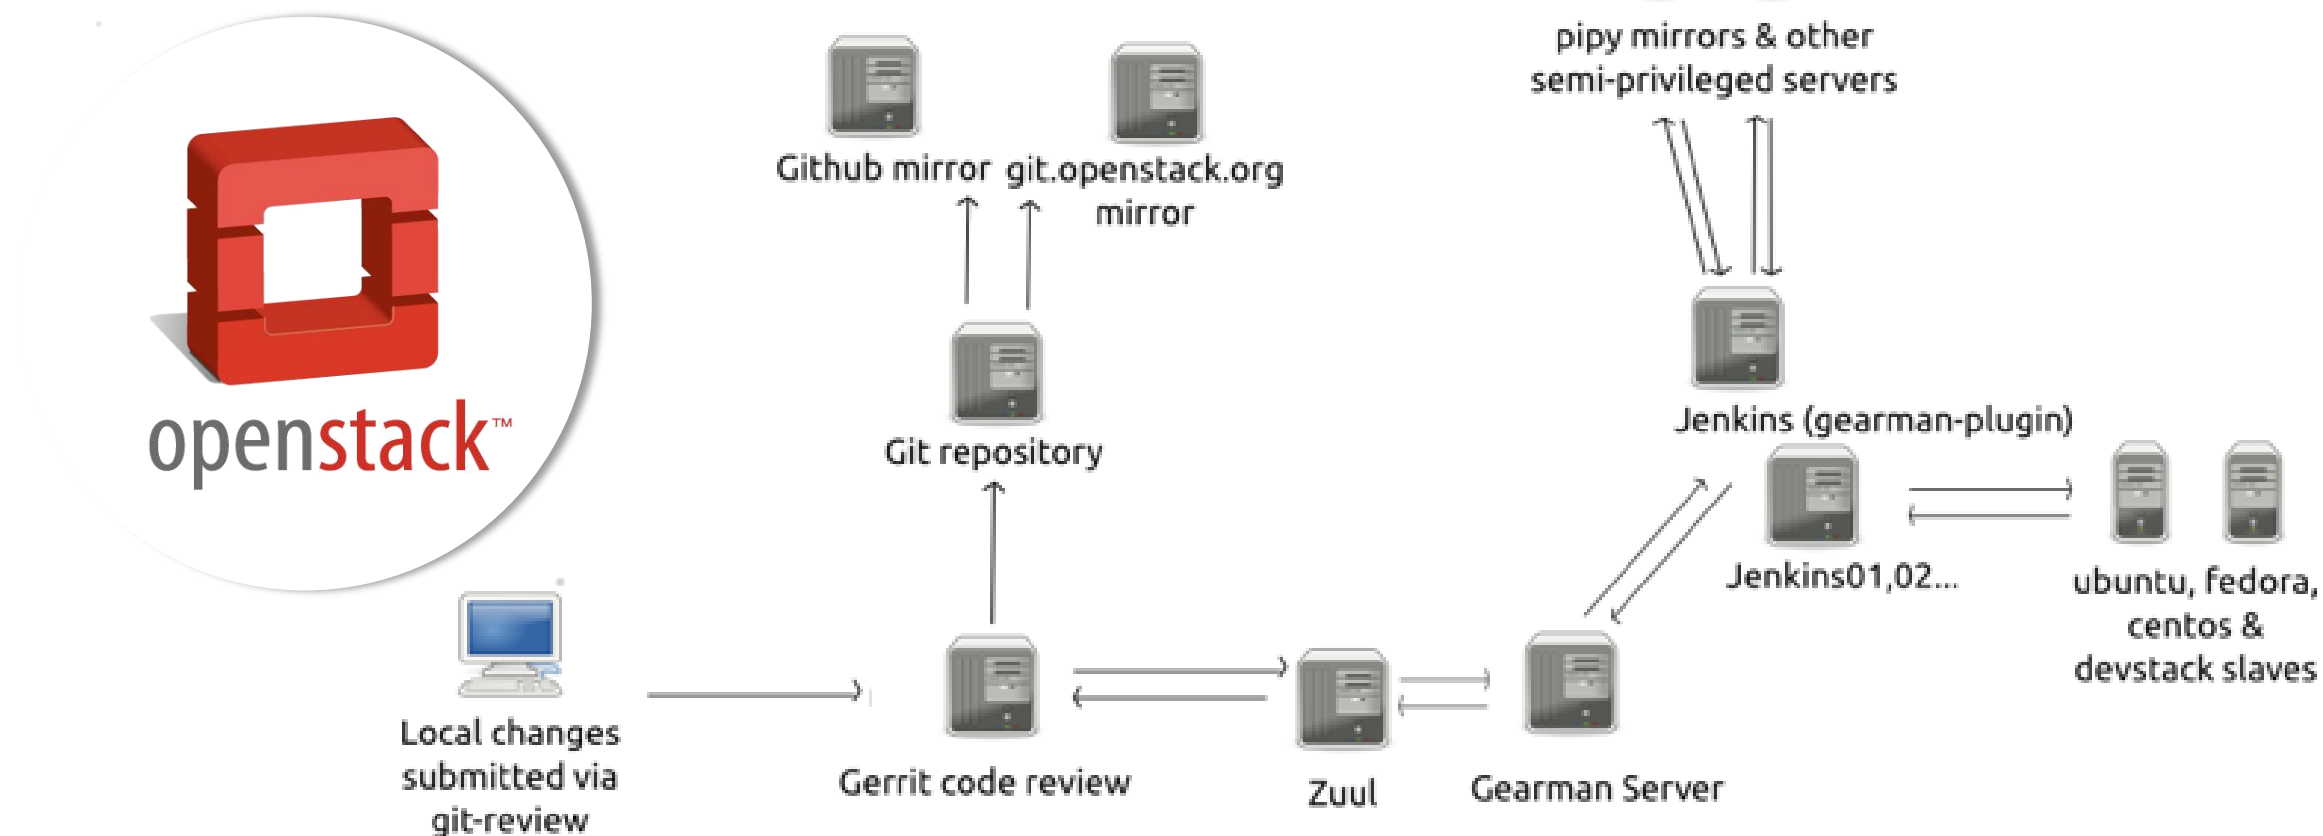 openstack™
Github mirror
git.openstack.org
mirror
pipy mirrors & other
semi-privileged servers
Git repository
Jenkins (gearman-plugin)
Jenkins01,02...
ubuntu, fedora,
centos &
devstack slaves
Local changes
submitted via
git-review
Gerrit code review
Zuul
Gearman Server